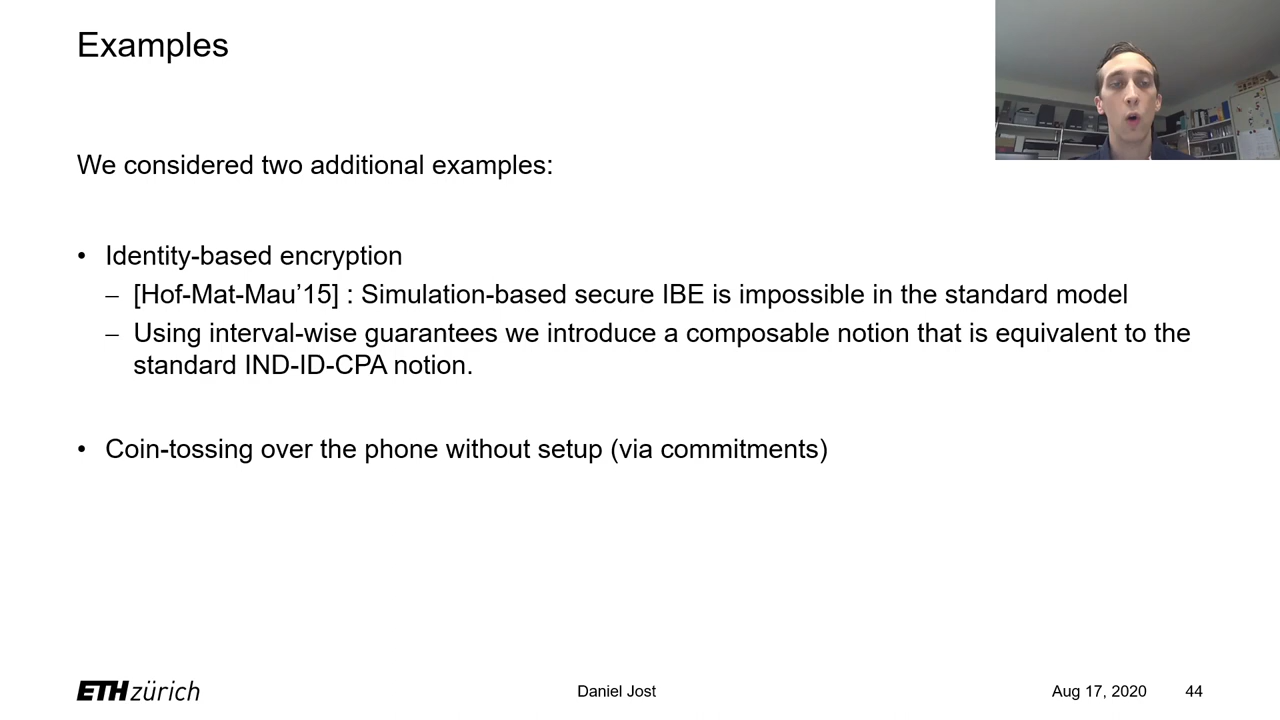 Examples
We considered two additional examples:
• Identity-based encryption
– [Hof-Mat-Mau’15] : Simulation-based secure IBE is impossible in the standard model
– Using interval-wise guarantees we introduce a composable notion that is equivalent to the
standard IND-ID-CPA notion.
• Coin-tossing over the phone without setup (via commitments)
ETH zürich
Daniel Jost
Aug 17, 2020
44